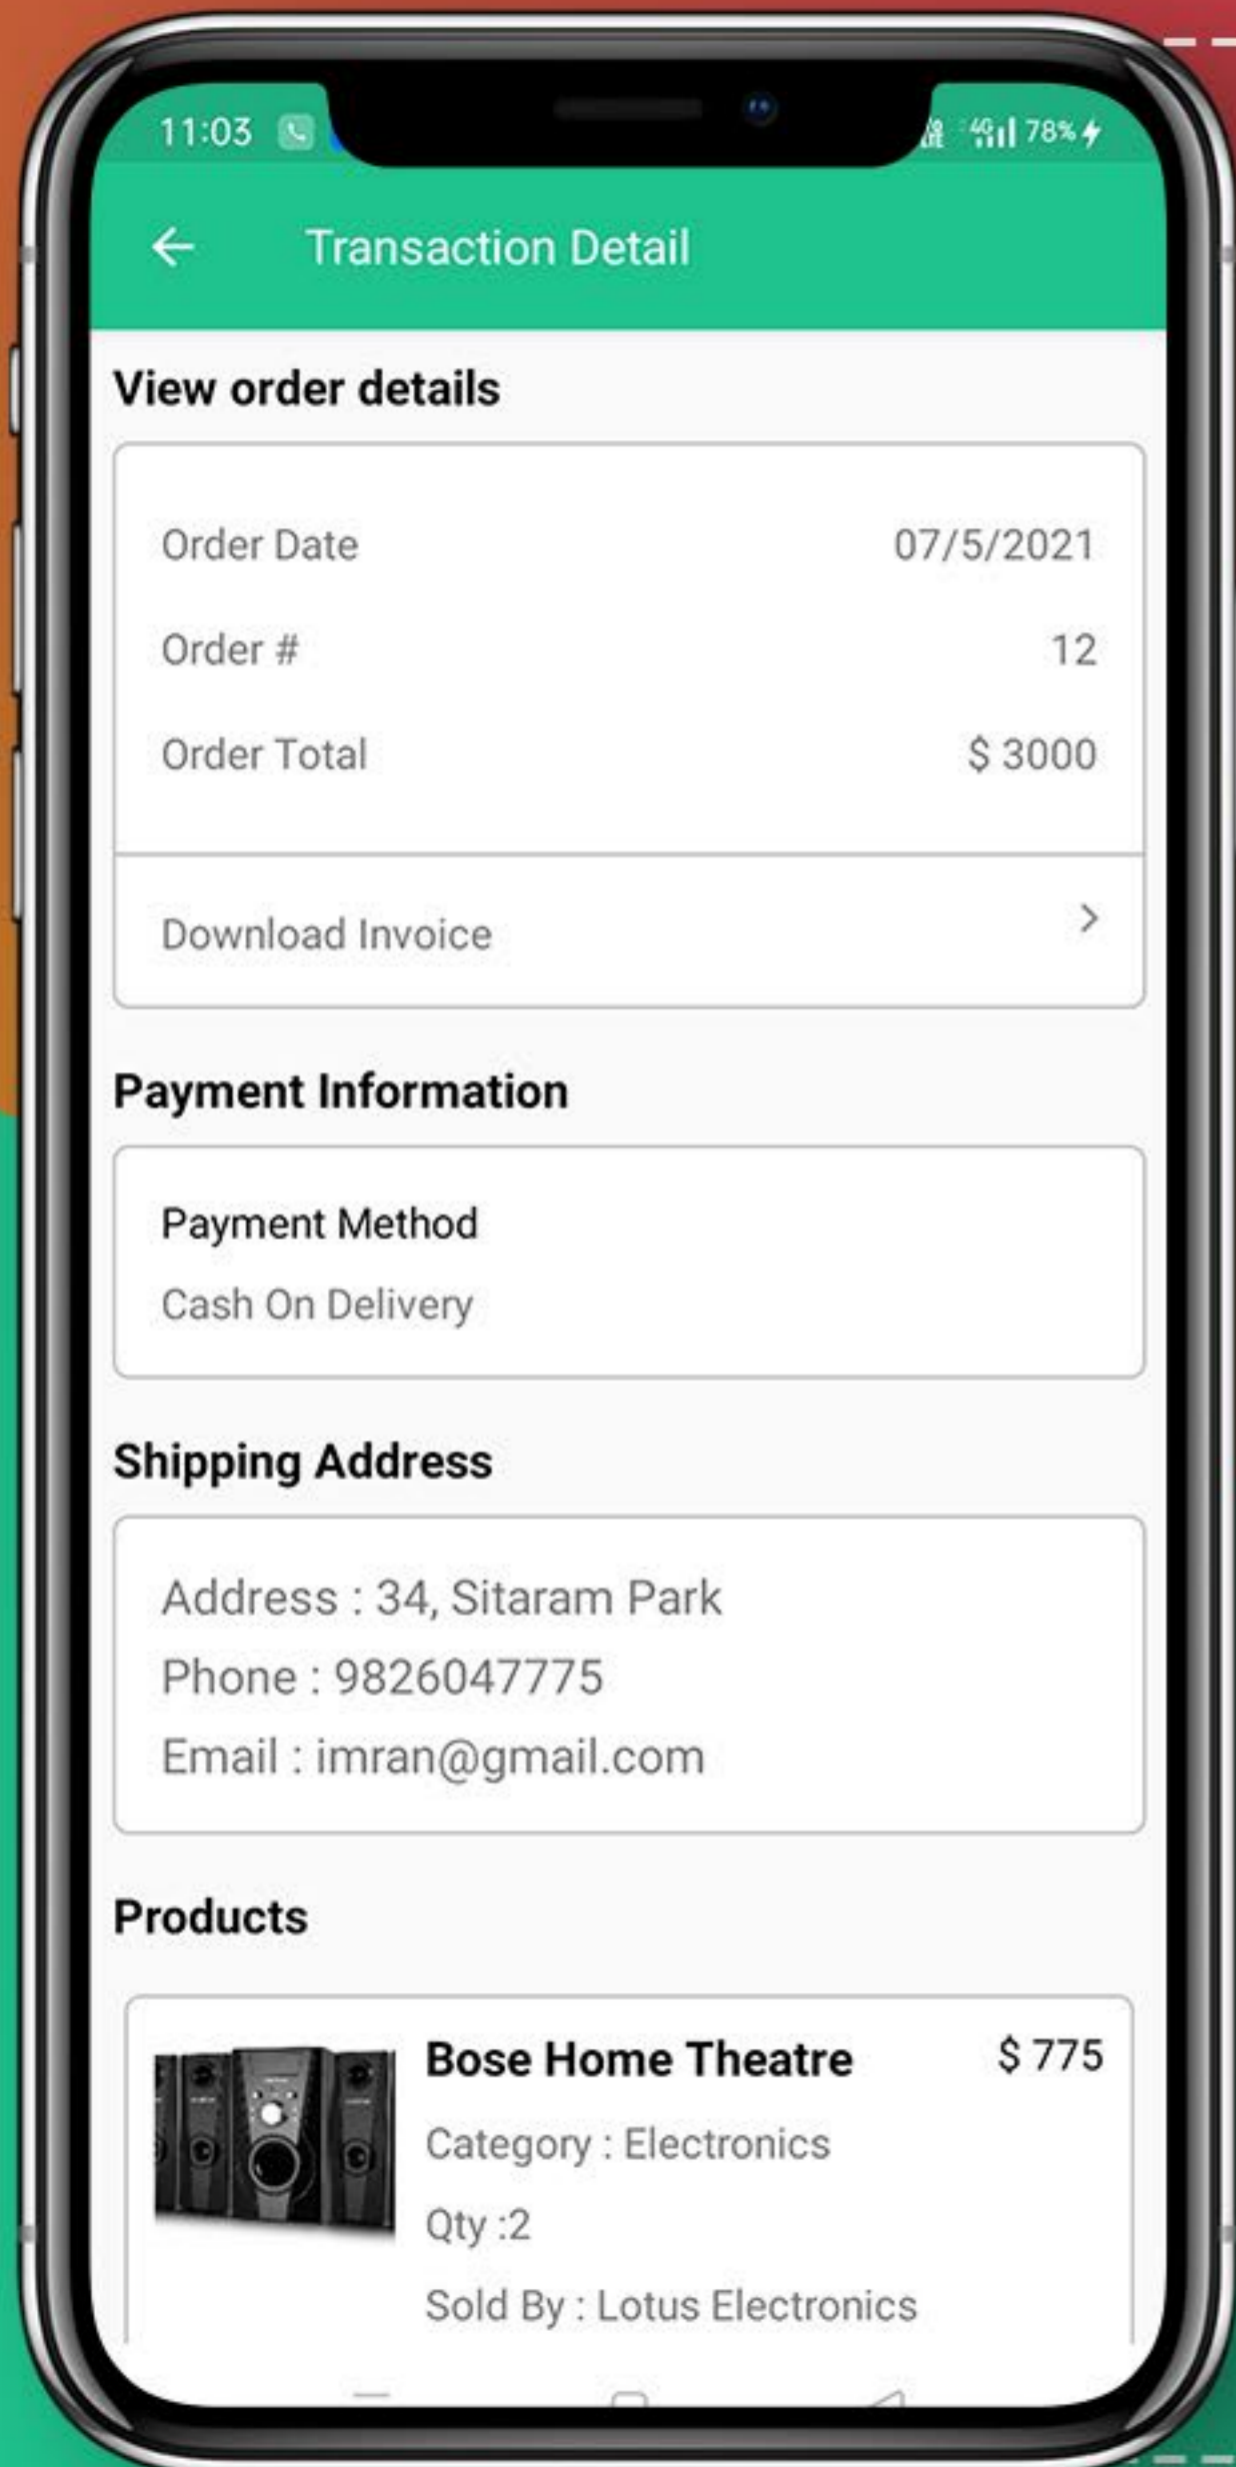 11:03 4G 78%
Transaction Detail
View order details
Order Date 07/5/2021
Order # 12
Order Total $ 3000
Download Invoice
Payment Information
Payment Method
Cash On Delivery
Shipping Address
Address : 34, Sitaram Park
Phone : 9826047775
Email : imran@gmail.com
Products
Bose Home Theatre $ 775
Category : Electronics
Qty :2
Sold By : Lotus Electronics